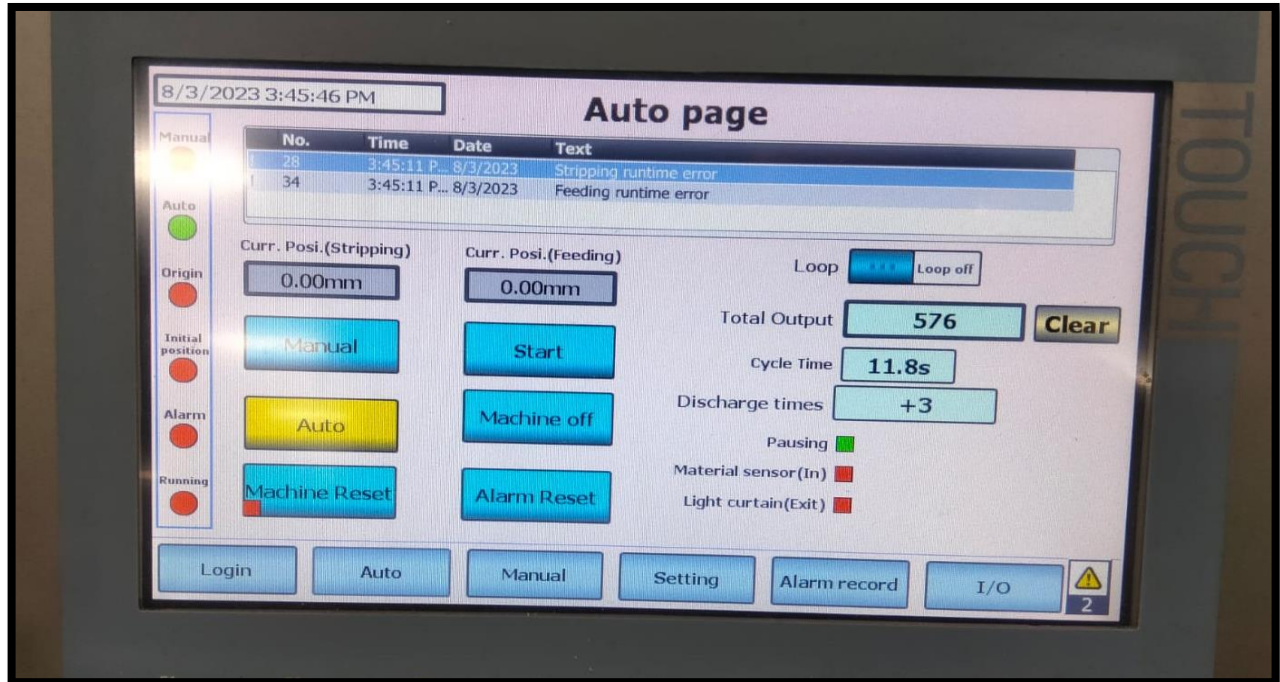 TOUCH
8/3/2023 3:45:46 PM
Auto page
No. Time Date Text
! 28 3:45:11 P... 8/3/2023 Stripping runtime error
! 34 3:45:11 P... 8/3/2023 Feeding runtime error
Manual
Auto
Origin
Initial
position
Alarm
Running
Curr. Posi.(Stripping)
0.00mm
Curr. Posi.(Feeding)
0.00mm
Manual
Start
Auto
Machine off
Machine Reset
Alarm Reset
Loop Loop off
Total Output 576 Clear
Cycle Time 11.8s
Discharge times +3
Pausing
Material sensor(In)
Light curtain(Exit)
Login Auto Manual Setting Alarm record I/O 2